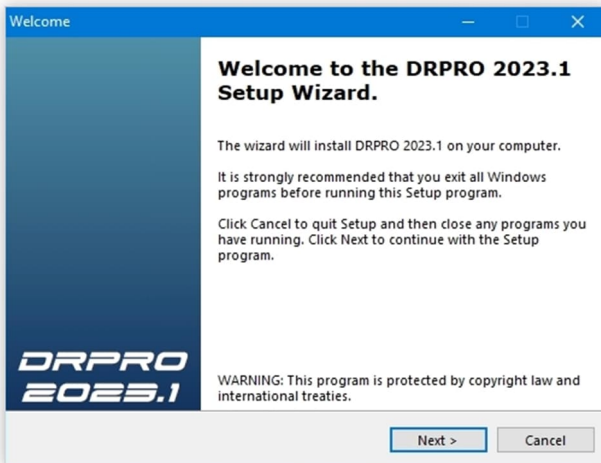 Welcome
Welcome to the DRPRO 2023.1
Setup Wizard.
The wizard will install DRPRO 2023.1 on your computer.
It is strongly recommended that you exit all Windows
programs before running this Setup program.
Click Cancel to quit Setup and then close any programs you
have running. Click Next to continue with the Setup
program.
DRPRO
2023.1
WARNING: This program is protected by copyright law and
international treaties.
Next >
Cancel